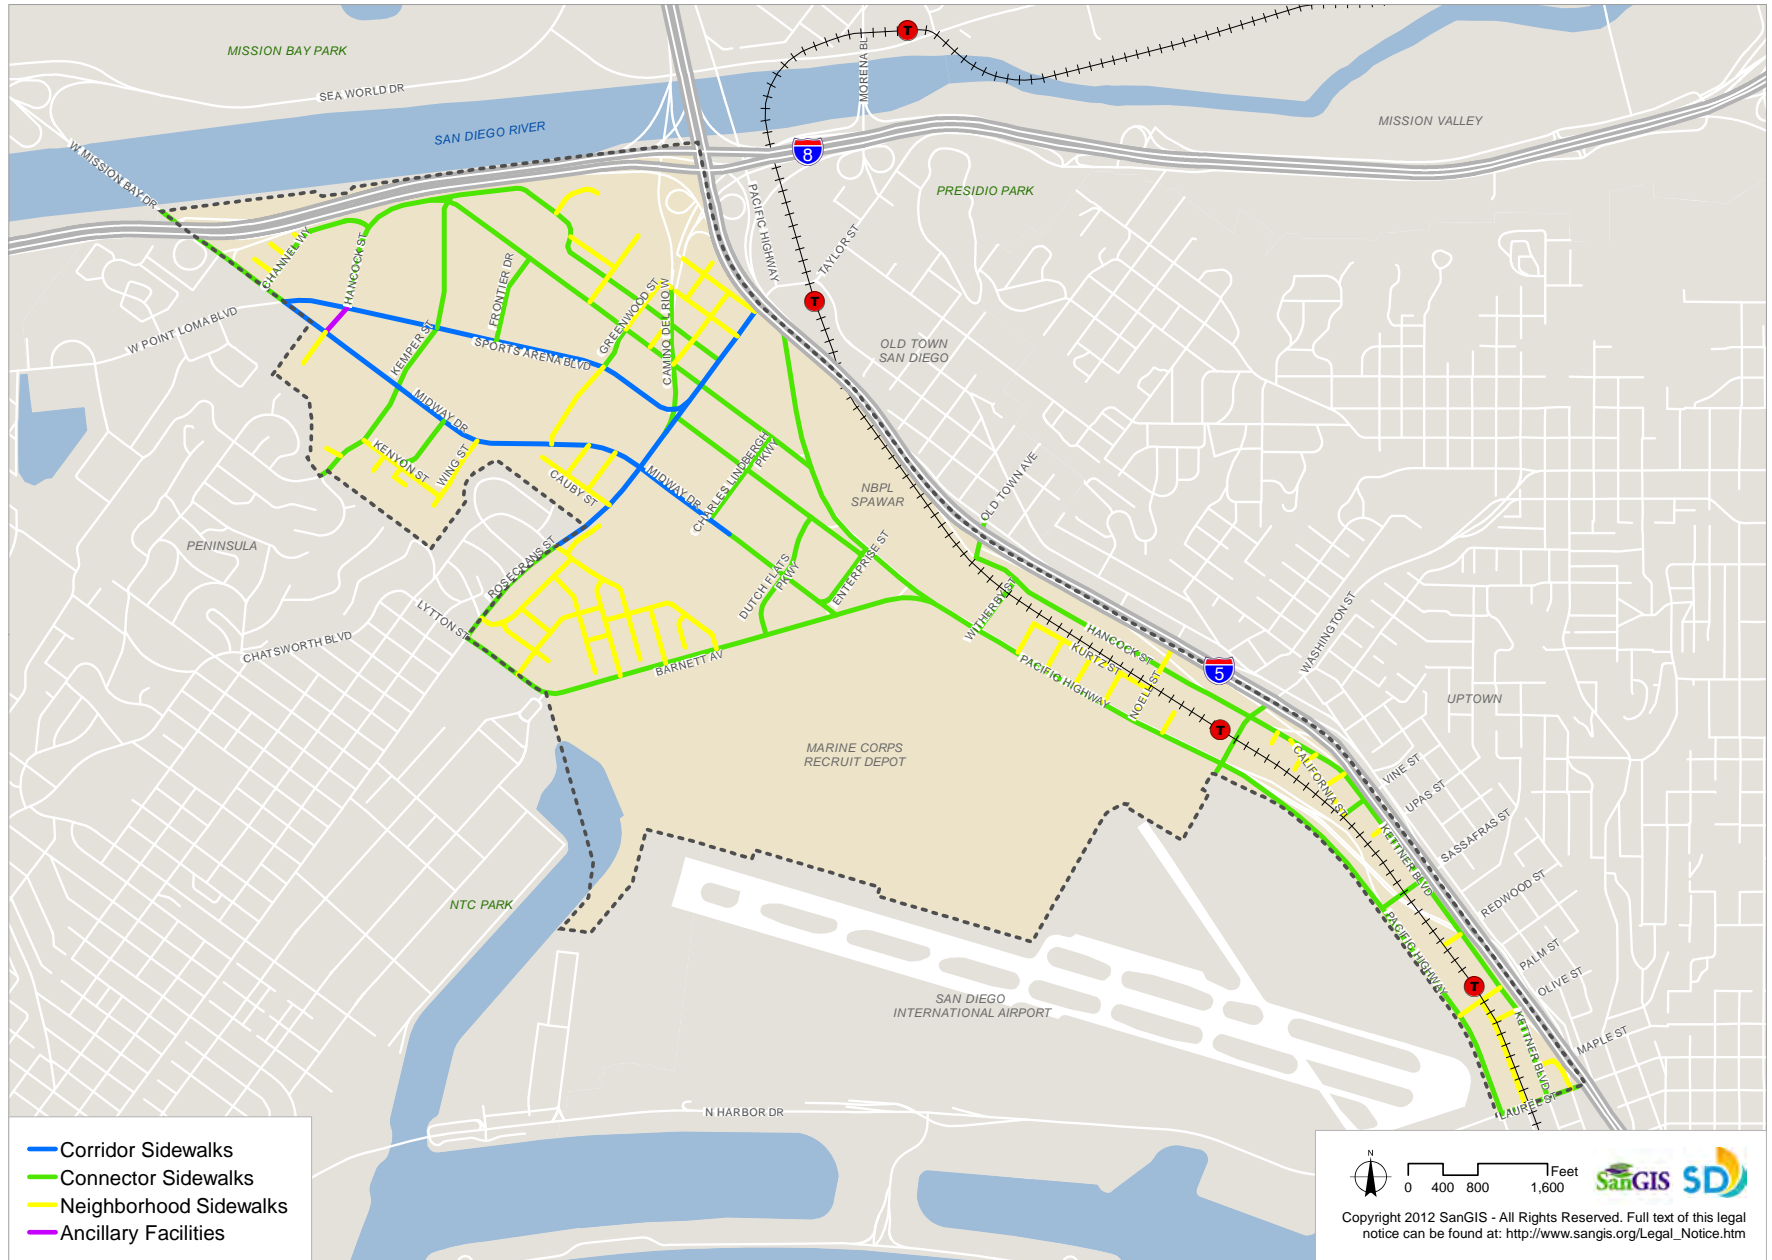 MISSION BAY PARK
SEA WORLD DR
SAN DIEGO RIVER
MORENA BL
T
MISSION VALLEY
8
W MISSION BAY DR
PRESIDIO PARK
PACIFIC HIGHWAY
TAYLOR ST
T
CHANNEL WY
HANCOCK ST
FRONTIER DR
GREENWOOD ST
CAMINO DEL RIO W
W POINT LOMA BLVD
KEMPER ST
SPORTS ARENA BLVD
OLD TOWN
SAN DIEGO
MIDWAY DR
KENYON ST
WING ST
CAUBY ST
MIDWAY DR
CHARLES LINDBERGH
PKWY
NBPL
SPAWAR
OLD TOWN AVE
PENINSULA
ROSECRANS ST
LYTTON ST
CHATSWORTH BLVD
DUTCH FLATS
PKWY
ENTERPRISE ST
BARNETT AV
WITHERBY ST
HANCOCK ST
KURTZ ST
PACIFIC HIGHWAY
NOELL ST
5
WASHINGTON ST
UPTOWN
T
MARINE CORPS
RECRUIT DEPOT
CALIFORNIA ST
VINE ST
UPAS ST
SASSAFRAS ST
KETTNER BLVD
REDWOOD ST
NTC PARK
PACIFIC HIGHWAY
PALM ST
OLIVE ST
T
SAN DIEGO
INTERNATIONAL AIRPORT
KETTNER BLVD
MAPLE ST
LAUREL ST
N HARBOR DR
Corridor Sidewalks
Connector Sidewalks
Neighborhood Sidewalks
Ancillary Facilities
N
Feet
0 400 800 1,600
SanGIS SD
Copyright 2012 SanGIS - All Rights Reserved. Full text of this legal
notice can be found at: http://www.sangis.org/Legal_Notice.htm